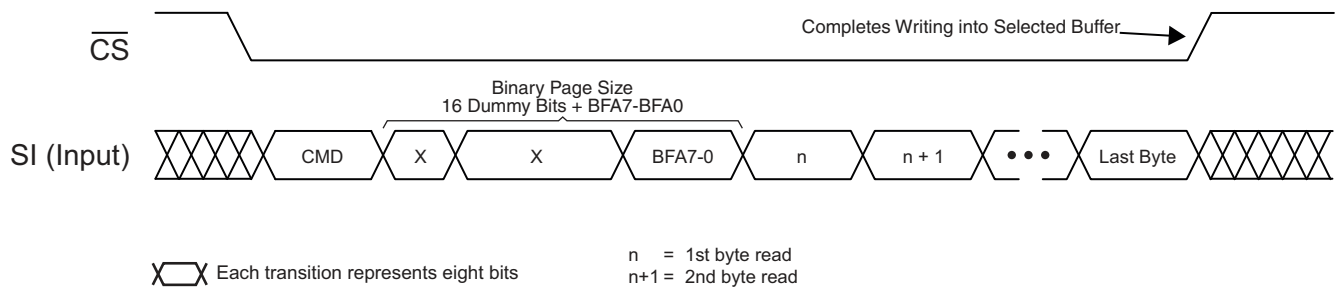 Completes Writing into Selected Buffer
CS
Binary Page Size
16 Dummy Bits + BFA7-BFA0
SI (Input)
CMD X X BFA7-0 n n + 1 ••• Last Byte
Each transition represents eight bits
n = 1st byte read
n+1 = 2nd byte read